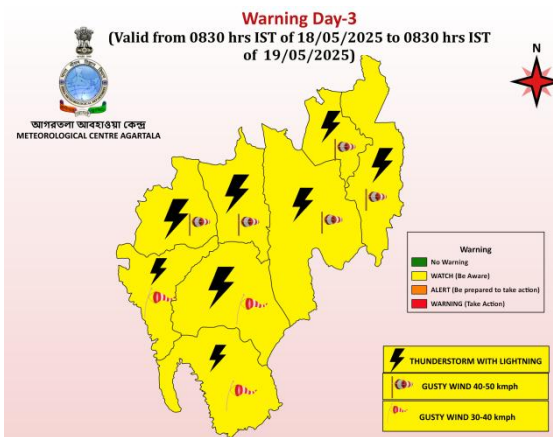 Warning Day-3
(Valid from 0830 hrs IST of 18/05/2025 to 0830 hrs IST
of 19/05/2025)
N
আগরতলা আবহাওয়া কেন্দ্র
METEOROLOGICAL CENTRE AGARTALA
Warning
No Warning
WATCH (Be Aware)
ALERT (Be prepared to take action)
WARNING (Take Action)
THUNDERSTORM WITH LIGHTNING
GUSTY WIND 40-50 kmph
GUSTY WIND 30-40 kmph